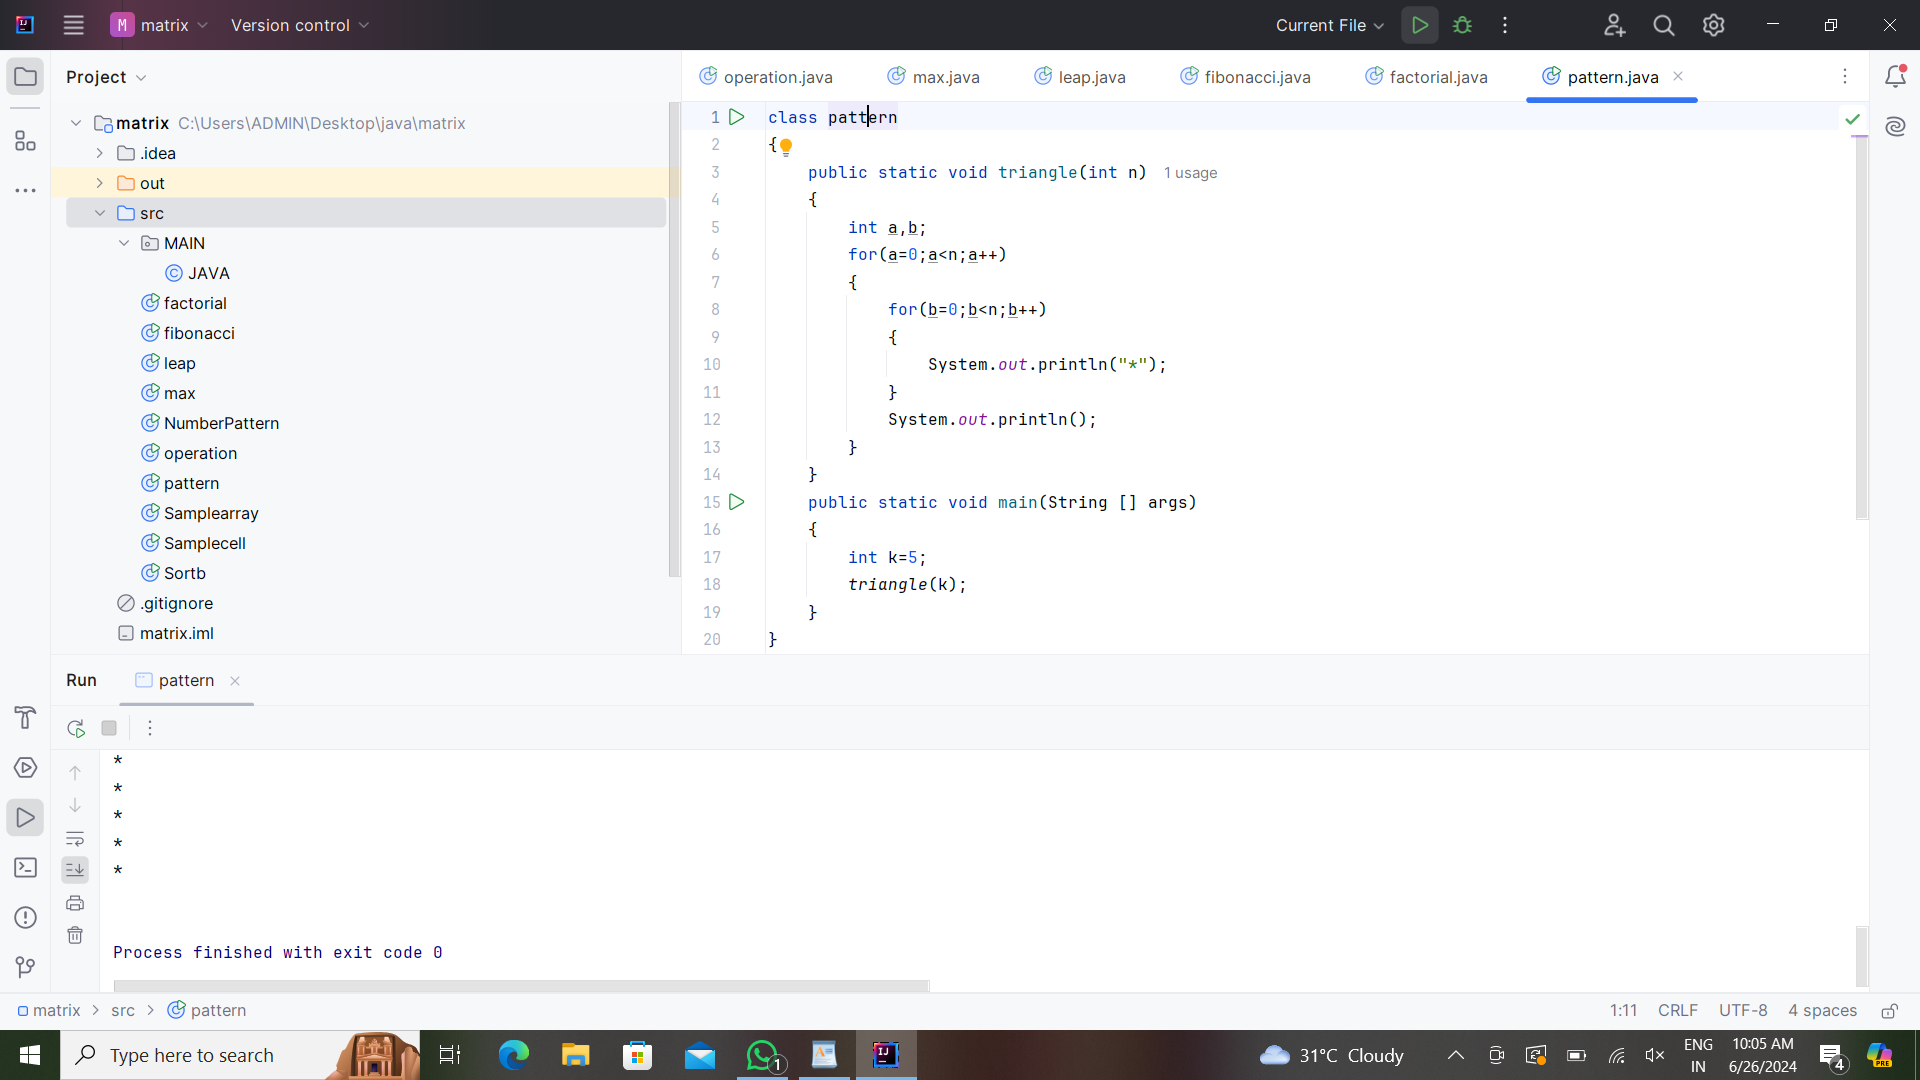 M matrix Version control Current File
Project
matrix C:\Users\ADMIN\Desktop\java\matrix
.idea
out
src
MAIN
JAVA
factorial
fibonacci
leap
max
NumberPattern
operation
pattern
Samplearray
Samplecell
Sortb
.gitignore
matrix.iml
operation.java max.java leap.java fibonacci.java factorial.java pattern.java
1 class pattern
2 {
3     public static void triangle(int n) 1 usage
4     {
5         int a,b;
6         for(a=0;a<n;a++)
7         {
8             for(b=0;b<n;b++)
9             {
10                 System.out.println("*");
11             }
12             System.out.println();
13         }
14     }
15     public static void main(String [] args)
16     {
17         int k=5;
18         triangle(k);
19     }
20 }
Run pattern
*
*
*
*
*
Process finished with exit code 0
matrix > src > pattern 1:11 CRLF UTF-8 4 spaces
Type here to search 1 31°C Cloudy ENG IN 10:05 AM 6/26/2024 4 PRE